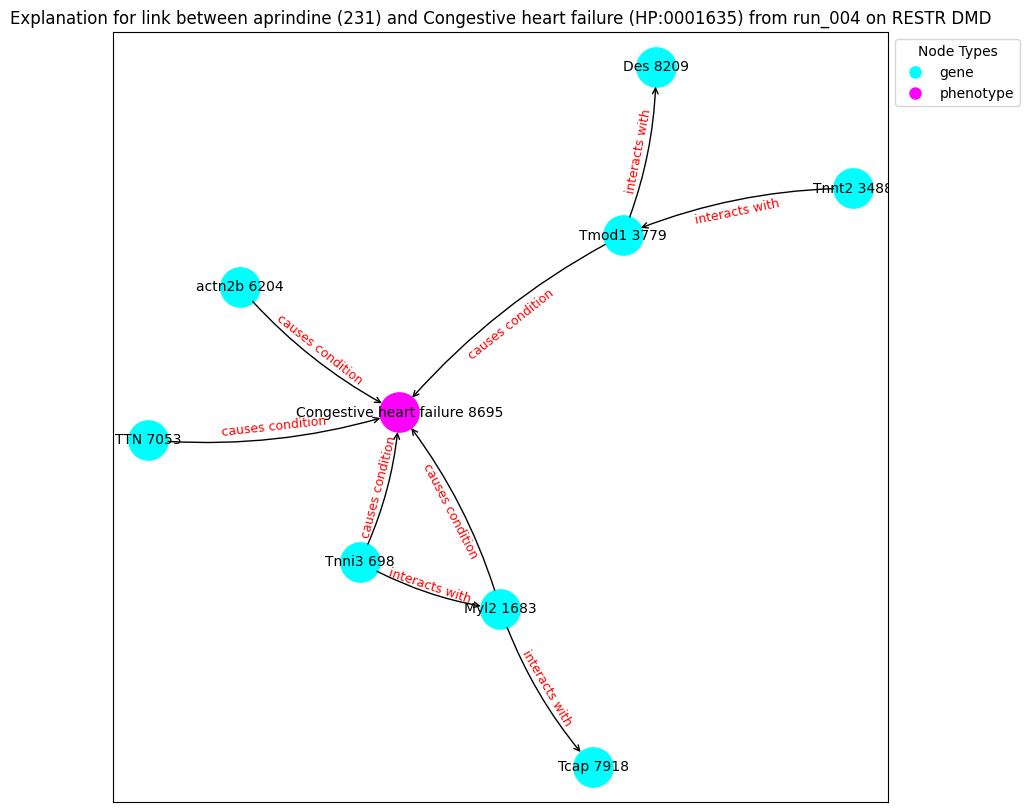 Explanation for link between aprindine (231) and Congestive heart failure (HP:0001635) from run_004 on RESTR DMD
Node Types
gene
phenotype
Des 8209
interacts with
Tnnt2 3488
interacts with
Tmod1 3779
actn2b 6204
causes condition
causes condition
Congestive heart failure 8695
TTN 7053
causes condition
causes condition
causes condition
Tnni3 698
interacts with
Myl2 1683
interacts with
Tcap 7918